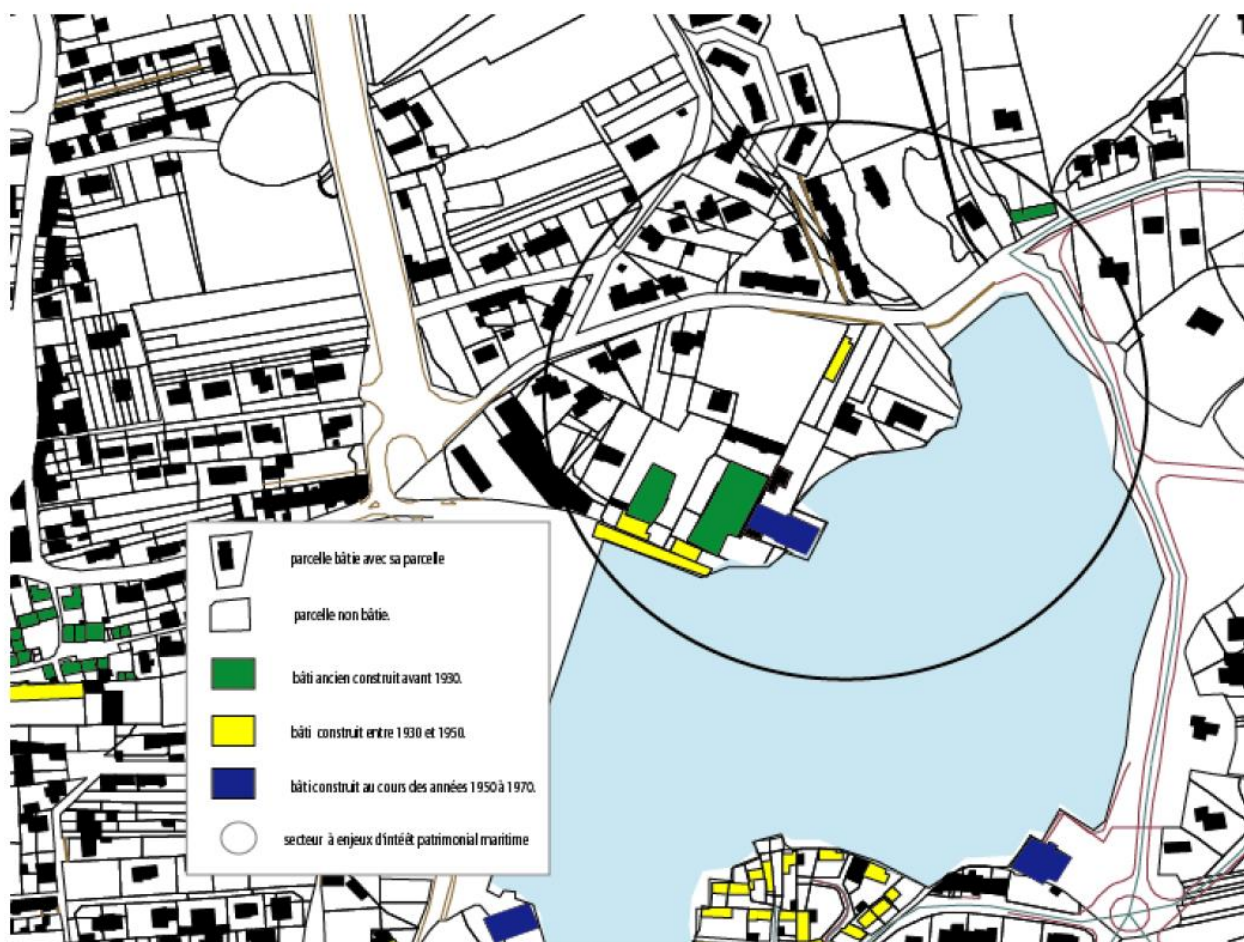 parcelle bâtie avec sa parcelle
parcelle non bâtie.
bâti ancien construit avant 1930.
bâti construit entre 1930 et 1950.
bâti construit au cours des années 1950 à 1970.
secteur à enjeux d'intéêt patrimonial maritime